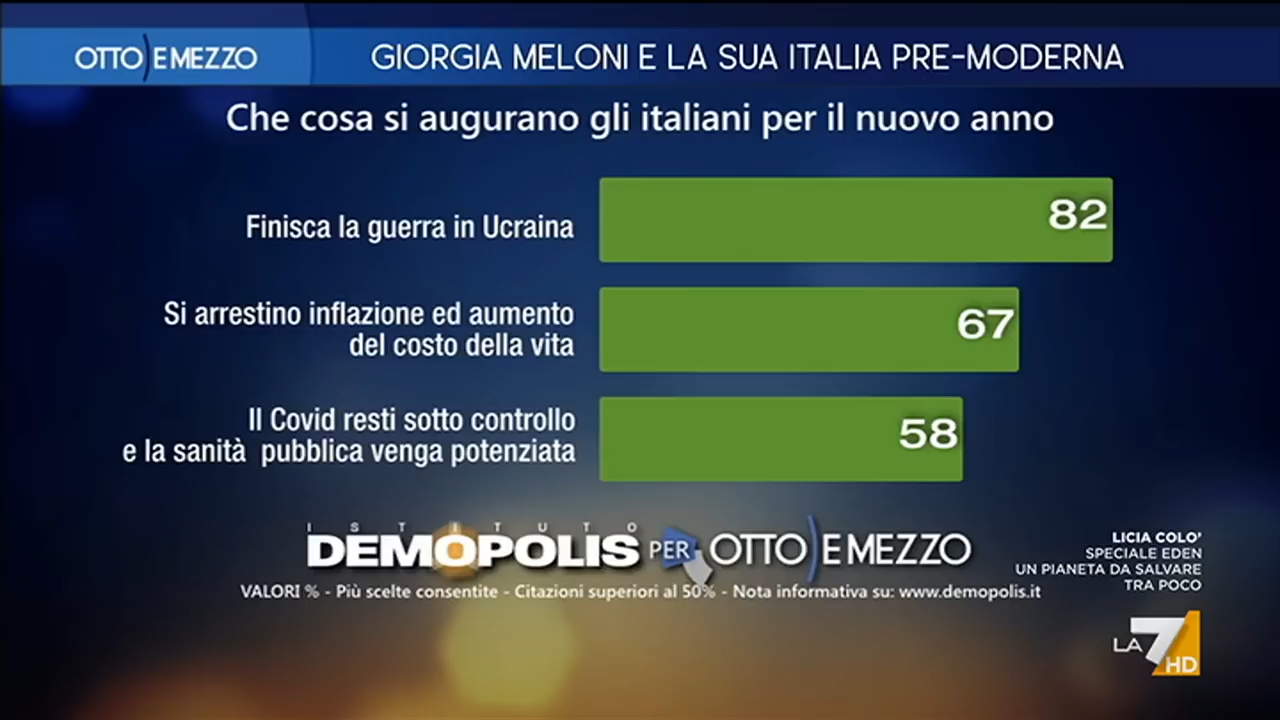 OTTO E MEZZO
GIORGIA MELONI E LA SUA ITALIA PRE-MODERNA
Che cosa si augurano gli italiani per il nuovo anno
Finisca la guerra in Ucraina
82
Si arrestino inflazione ed aumento
del costo della vita
67
Il Covid resti sotto controllo
e la sanità pubblica venga potenziata
58
ISTITUTO
DEMOPOLIS PER OTTO E MEZZO
VALORI % - Più scelte consentite - Citazioni superiori al 50% - Nota informativa su: www.demopolis.it
LICIA COLO'
SPECIALE EDEN
UN PIANETA DA SALVARE
TRA POCO
LA 7 HD